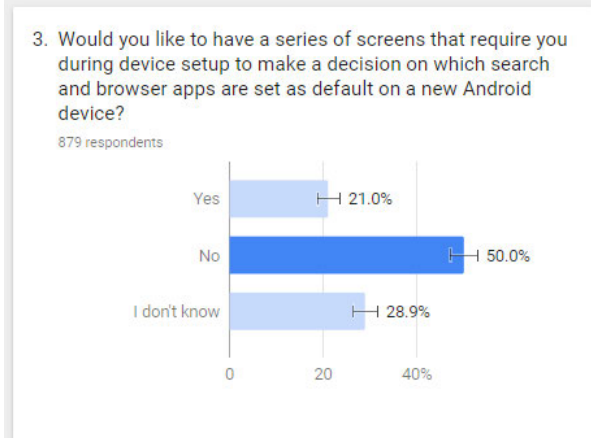 3. Would you like to have a series of screens that require you
during device setup to make a decision on which search
and browser apps are set as default on a new Android
device?
879 respondents
Yes 21.0%
No 50.0%
I don't know 28.9%
0 20 40%